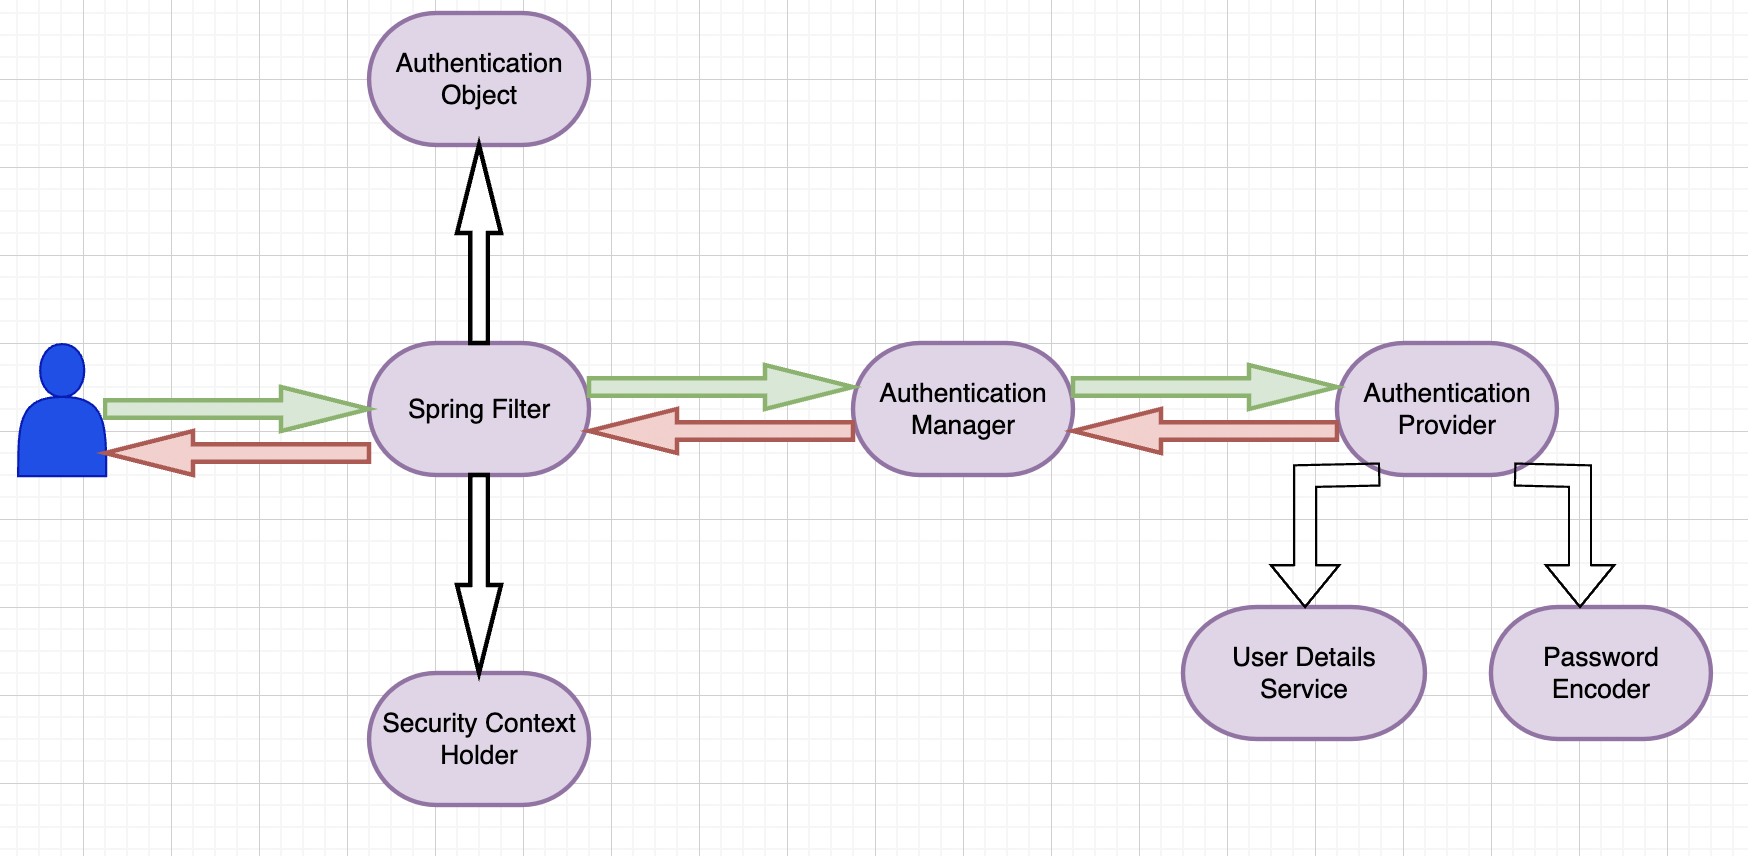 Authentication
Object
Spring Filter
Authentication
Manager
Authentication
Provider
User Details
Service
Password
Encoder
Security Context
Holder